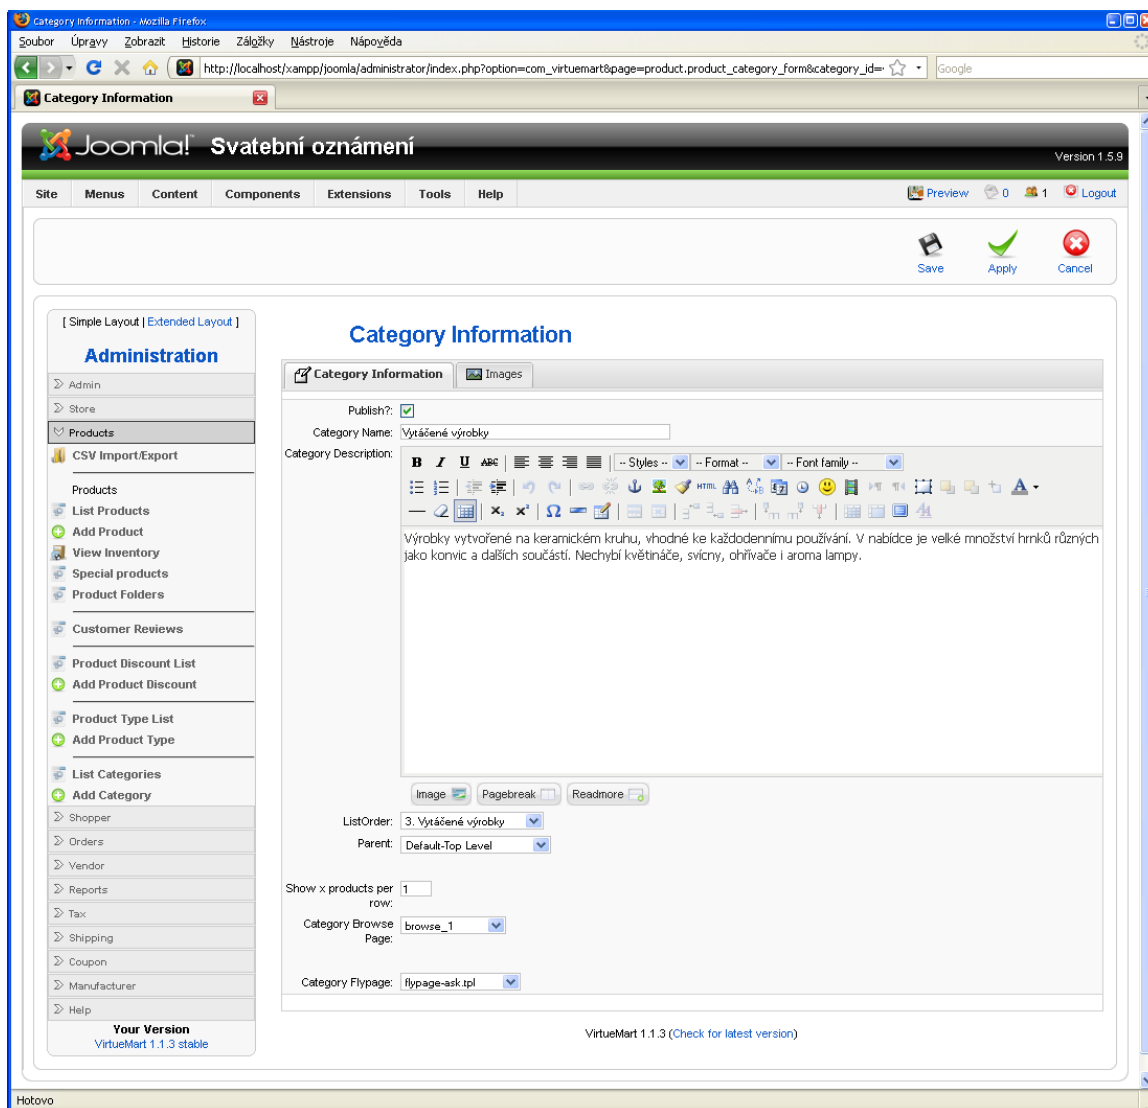 Category Information - Mozilla Firefox
Soubor Úpravy Zobrazit Historie Záložky Nástroje Nápověda
http://localhost/xampp/joomla/administrator/index.php?option=com_virtuemart&page=product.product_category_form&category_id= Google
Category Information
Joomla! Svatební oznámení
Version 1.5.9
Site Menus Content Components Extensions Tools Help Preview 0 1 Logout
Save Apply Cancel
[ Simple Layout | Extended Layout ]
Administration
Admin
Store
Products
CSV Import/Export
Products
List Products
Add Product
View Inventory
Special products
Product Folders
Customer Reviews
Product Discount List
Add Product Discount
Product Type List
Add Product Type
List Categories
Add Category
Shopper
Orders
Vendor
Reports
Tax
Shipping
Coupon
Manufacturer
Help
Your Version
VirtueMart 1.1.3 stable
Category Information
Category Information Images
Publish?:
Category Name: Vytáčené výrobky
Category Description:
B I U ABC -- Styles -- -- Format -- -- Font family --
HTML
Výrobky vytvořené na keramickém kruhu, vhodné ke každodennímu používání. V nabídce je velké množství hrnků různých
jako konvic a dalších součástí. Nechybí květináče, svícny, ohřívače i aroma lampy.
Image Pagebreak Readmore
ListOrder: 3. Vytáčené výrobky
Parent: Default-Top Level
Show x products per row: 1
Category Browse Page: browse_1
Category Flypage: flypage-ask.tpl
VirtueMart 1.1.3 (Check for latest version)
Hotovo